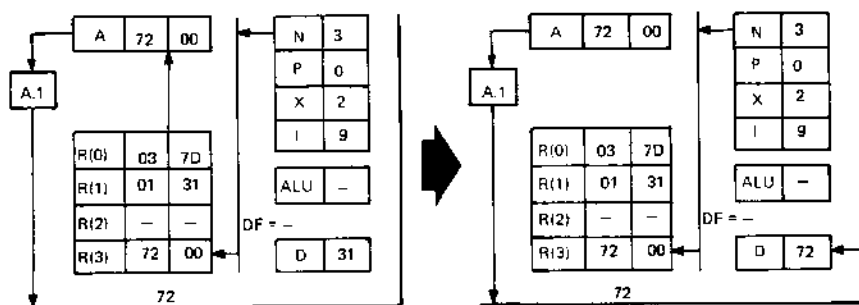 A 72 00
N 3
P 0
X 2
I 9
A.1
R(0) 03 7D
R(1) 01 31
R(2) – –
R(3) 72 00
ALU –
DF = –
D 31
72
A 72 00
N 3
P 0
X 2
I 9
A.1
R(0) 03 7D
R(1) 01 31
R(2) – –
R(3) 72 00
ALU –
DF = –
D 72
72